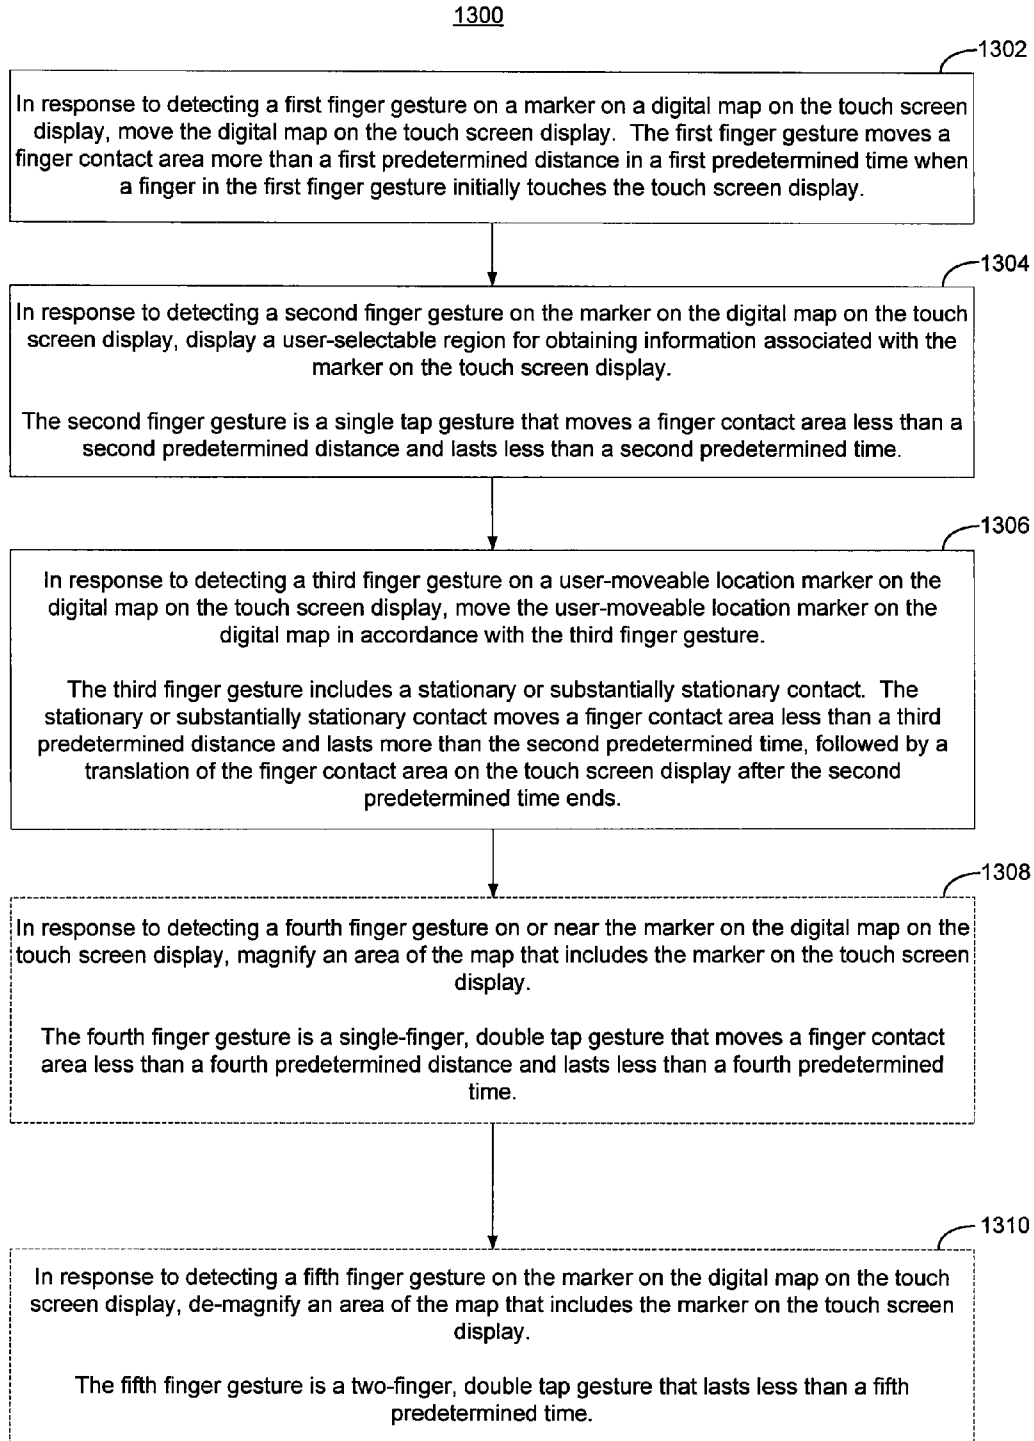 1300
1302
In response to detecting a first finger gesture on a marker on a digital map on the touch screen
display, move the digital map on the touch screen display. The first finger gesture moves a
finger contact area more than a first predetermined distance in a first predetermined time when
a finger in the first finger gesture initially touches the touch screen display.
1304
In response to detecting a second finger gesture on the marker on the digital map on the touch
screen display, display a user-selectable region for obtaining information associated with the
marker on the touch screen display.
The second finger gesture is a single tap gesture that moves a finger contact area less than a
second predetermined distance and lasts less than a second predetermined time.
1306
In response to detecting a third finger gesture on a user-moveable location marker on the
digital map on the touch screen display, move the user-moveable location marker on the
digital map in accordance with the third finger gesture.
The third finger gesture includes a stationary or substantially stationary contact. The
stationary or substantially stationary contact moves a finger contact area less than a third
predetermined distance and lasts more than the second predetermined time, followed by a
translation of the finger contact area on the touch screen display after the second
predetermined time ends.
1308
In response to detecting a fourth finger gesture on or near the marker on the digital map on the
touch screen display, magnify an area of the map that includes the marker on the touch screen
display.
The fourth finger gesture is a single-finger, double tap gesture that moves a finger contact
area less than a fourth predetermined distance and lasts less than a fourth predetermined
time.
1310
In response to detecting a fifth finger gesture on the marker on the digital map on the touch
screen display, de-magnify an area of the map that includes the marker on the touch screen
display.
The fifth finger gesture is a two-finger, double tap gesture that lasts less than a fifth
predetermined time.